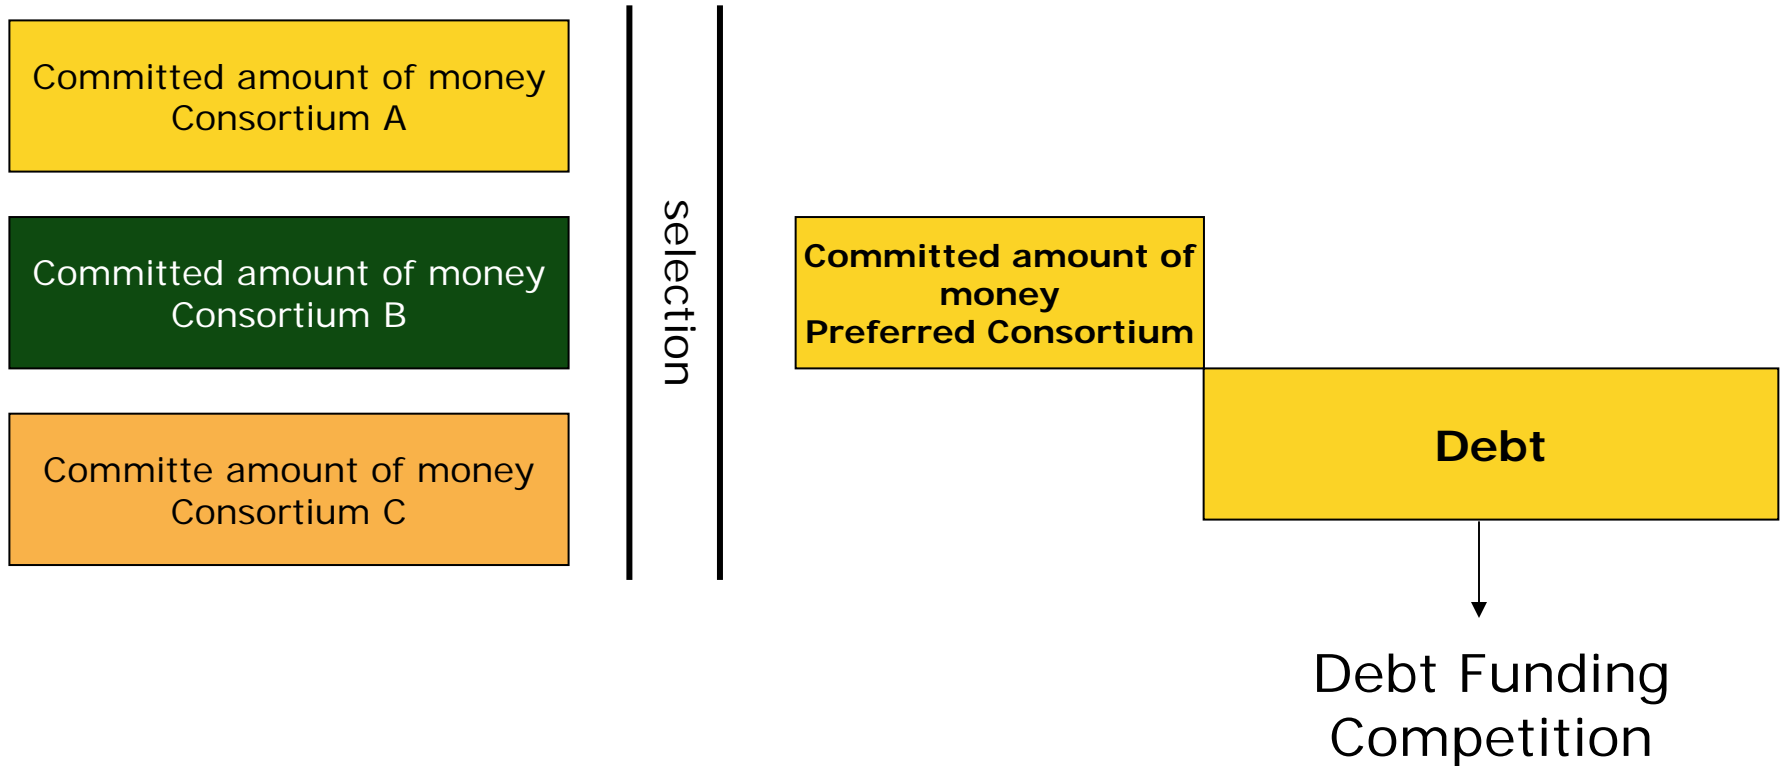 Committed amount of money
Consortium A
Committed amount of money
Consortium B
Committe amount of money
Consortium C
selection
Committed amount of
money
Preferred Consortium
Debt
Debt Funding
Competition